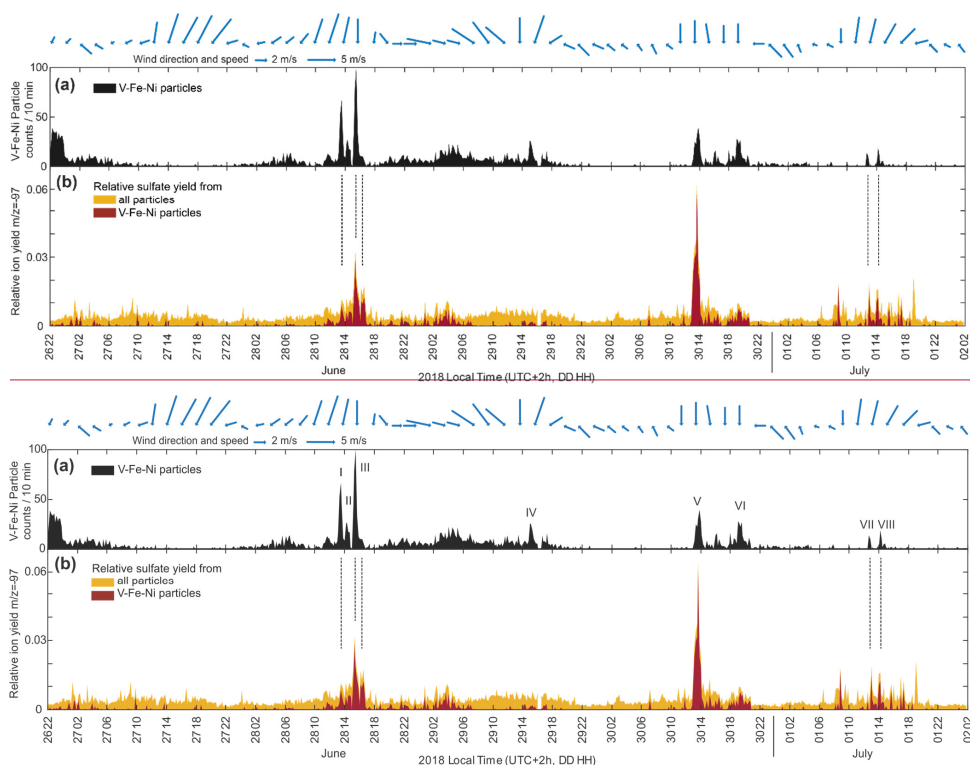 Wind direction and speed 2 m/s 5 m/s
(a)
V-Fe-Ni particles
V-Fe-Ni Particle
counts / 10 min
100
50
0
(b)
Relative sulfate yield from
all particles
V-Fe-Ni particles
Relative ion yield m/z=-97
0.06
0.03
0
2622 2702 2706 2710 2714 2718 2722 2802 2806 2810 2814 2818 2822 2902 2906 2910 2914 2918 2922 3002 3006 3010 3014 3018 3022 0102 0106 0110 0114 0118 0122 0202
June July
2018 Local Time (UTC+2h, DD HH)
Wind direction and speed 2 m/s 5 m/s
(a)
V-Fe-Ni particles
V-Fe-Ni Particle
counts / 10 min
100
50
0
I II III IV V VI VII VIII
(b)
Relative sulfate yield from
all particles
V-Fe-Ni particles
Relative ion yield m/z=-97
0.06
0.03
0
2622 2702 2706 2710 2714 2718 2722 2802 2806 2810 2814 2818 2822 2902 2906 2910 2914 2918 2922 3002 3006 3010 3014 3018 3022 0102 0106 0110 0114 0118 0122 0202
June July
2018 Local Time (UTC+2h, DD HH)